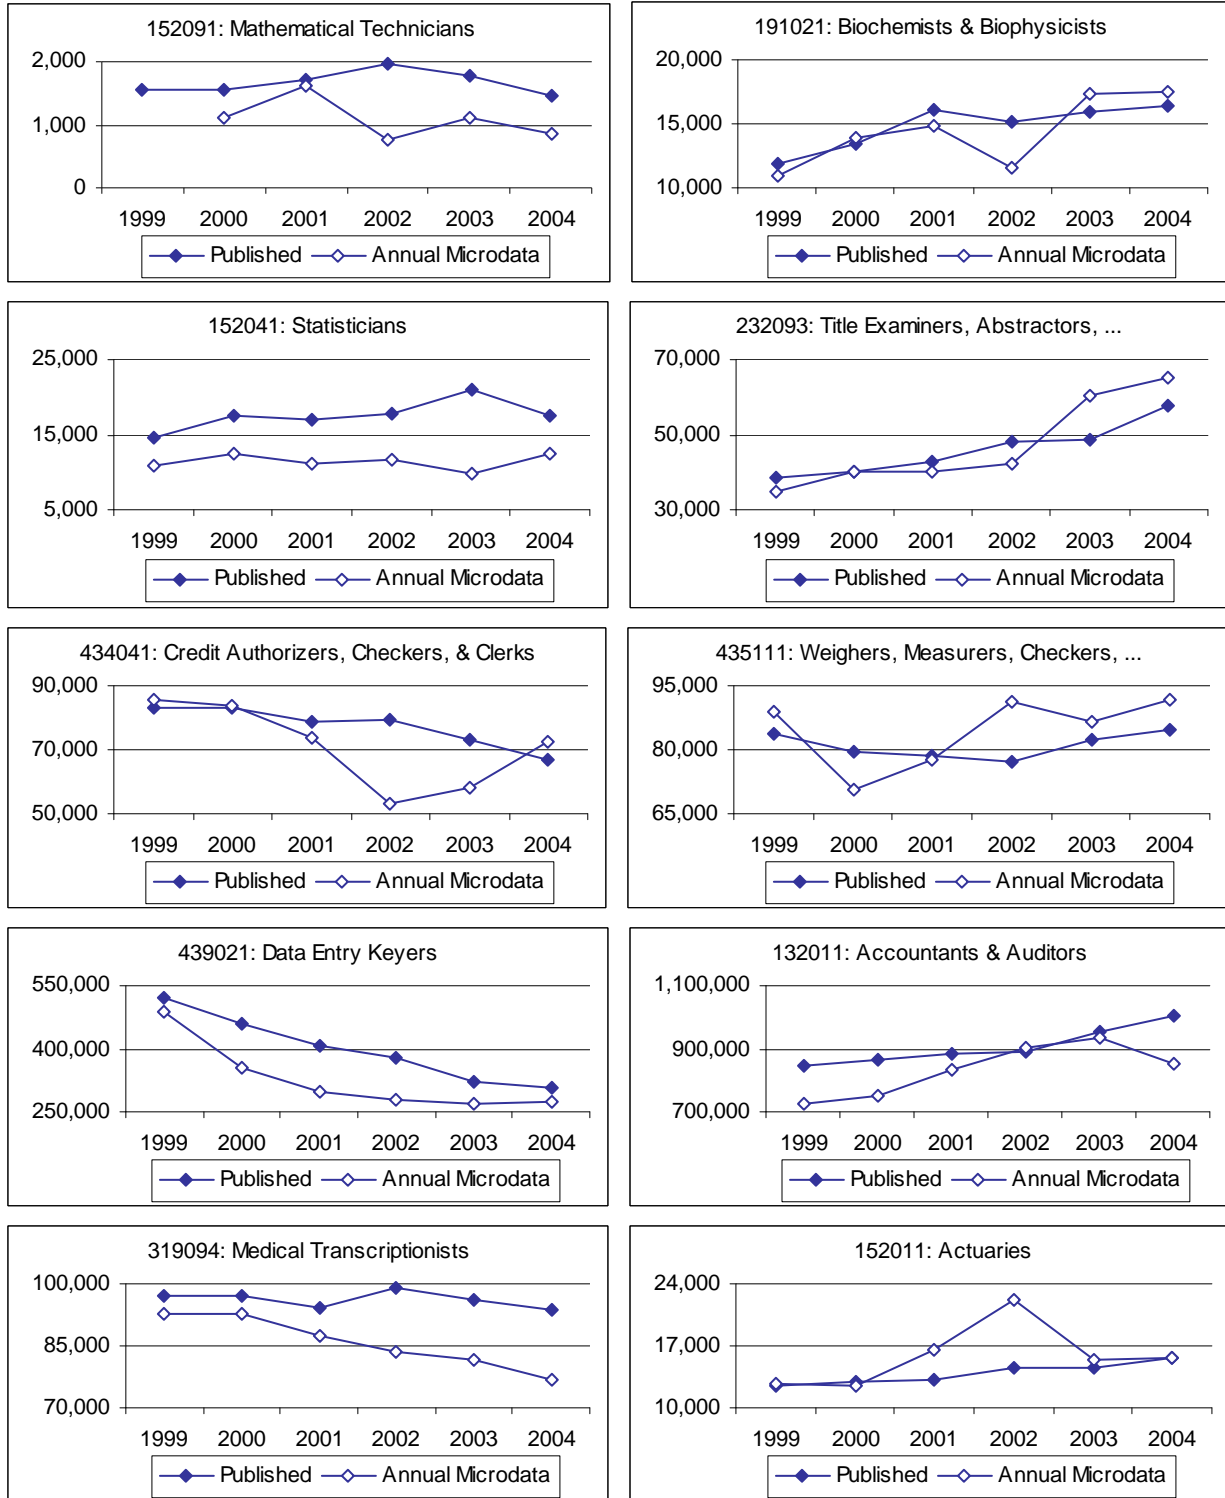 152091: Mathematical Technicians
2,000
1,000
0
1999 2000 2001 2002 2003 2004
Published Annual Microdata
191021: Biochemists & Biophysicists
20,000
15,000
10,000
1999 2000 2001 2002 2003 2004
Published Annual Microdata
152041: Statisticians
25,000
15,000
5,000
1999 2000 2001 2002 2003 2004
Published Annual Microdata
232093: Title Examiners, Abstractors, ...
70,000
50,000
30,000
1999 2000 2001 2002 2003 2004
Published Annual Microdata
434041: Credit Authorizers, Checkers, & Clerks
90,000
70,000
50,000
1999 2000 2001 2002 2003 2004
Published Annual Microdata
435111: Weighers, Measurers, Checkers, ...
95,000
80,000
65,000
1999 2000 2001 2002 2003 2004
Published Annual Microdata
439021: Data Entry Keyers
550,000
400,000
250,000
1999 2000 2001 2002 2003 2004
Published Annual Microdata
132011: Accountants & Auditors
1,100,000
900,000
700,000
1999 2000 2001 2002 2003 2004
Published Annual Microdata
319094: Medical Transcriptionists
100,000
85,000
70,000
1999 2000 2001 2002 2003 2004
Published Annual Microdata
152011: Actuaries
24,000
17,000
10,000
1999 2000 2001 2002 2003 2004
Published Annual Microdata